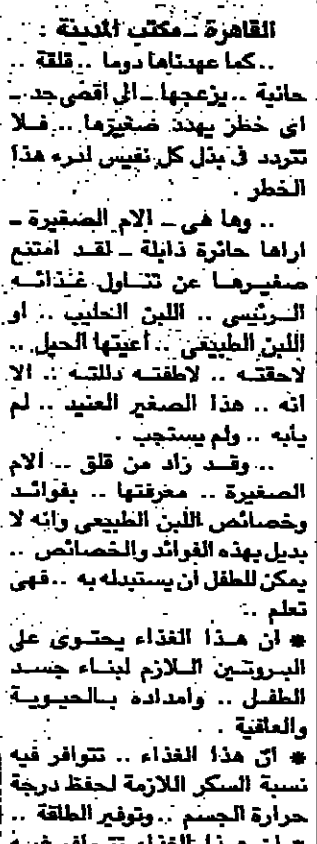 القاهرة ـ مكتب المدينة :
.. كما عهدناها دوما .. قلقة ..
حانية .. يزعجها ـ الى اقصى حد ـ
اى خطر يهدد صغيرها .. فلا
تتردد فى بذل كل نفيس لدرء هذا
الخطر .
.. وها هى ـ الام الصغيرة ـ
اراها حائرة ذابلة ـ لقد امتنع
صغيرها عن تناول غذائه
الرئيسى .. اللبن الحليب .. او
اللبن الطبيعى .. أعيتها الحيل ..
لاحقته .. لاطفته دللته .. الا
انه .. هذا الصغير العنيد .. لم
يأبه .. ولم يستجب .
.. وقد زاد من قلق .. الام
الصغيرة .. معرفتها .. بفوائد
وخصائص اللبن الطبيعى وانه لا
بديل بهذه الفوائد والخصائص ..
يمكن للطفل ان يستبدله به .. فهى
تعلم ..
* ان هذا الغذاء يحتوى على
البروتين اللازم لبناء جسد
الطفل .. وامداده بالحيوية
والعافية .
* ان هذا الغذاء .. تتوافر فيه
نسبة السكر اللازمة لحفظ درجة
حرارة الجسم .. وتوفير الطاقة ..